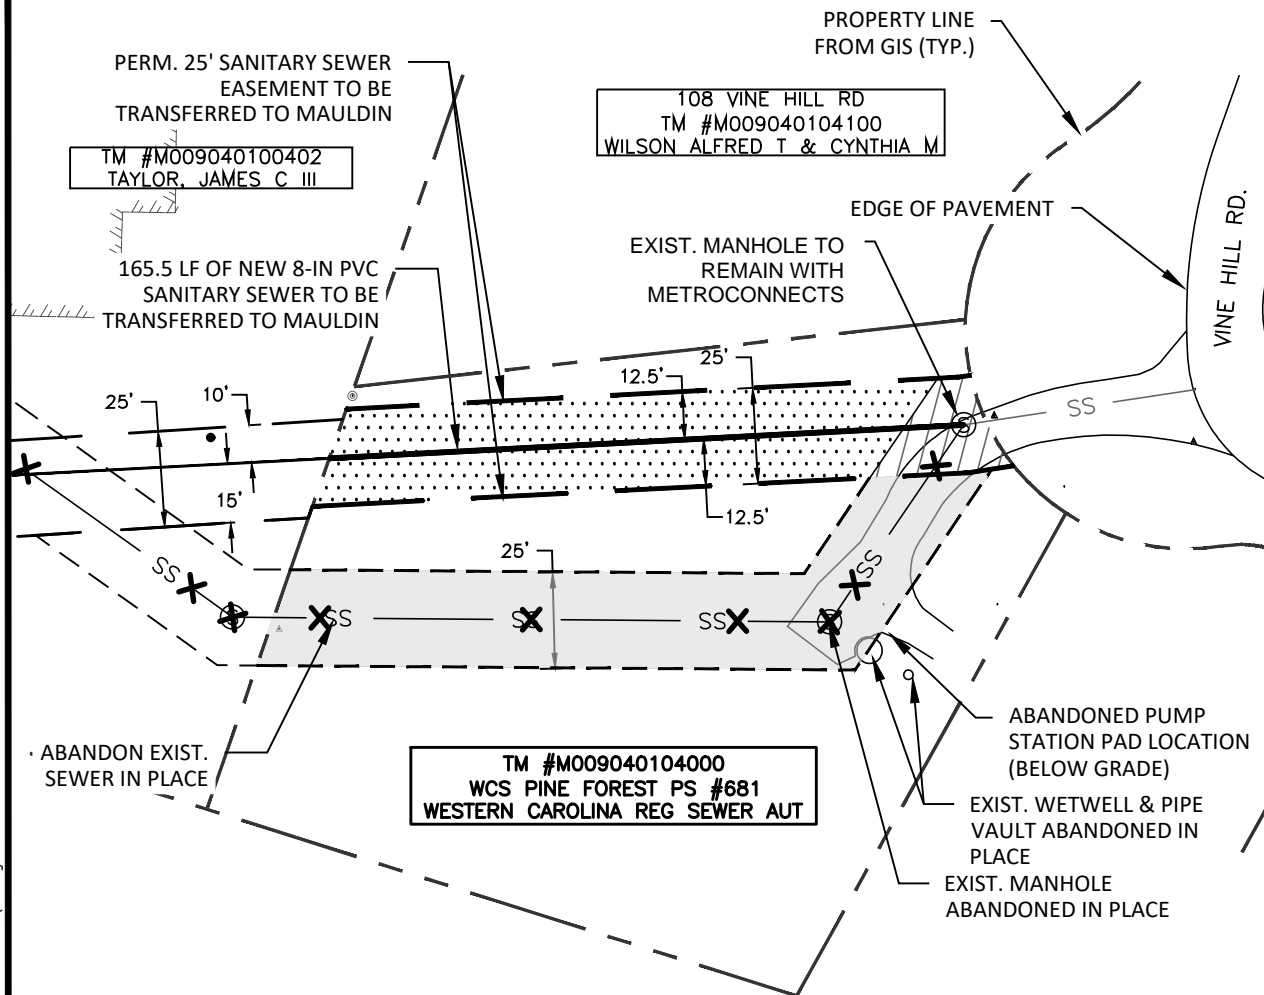 PROPERTY LINE
FROM GIS (TYP.)
PERM. 25' SANITARY SEWER
EASEMENT TO BE
TRANSFERRED TO MAULDIN
108 VINE HILL RD
TM #M009040104100
WILSON ALFRED T & CYNTHIA M
TM #M009040100402
TAYLOR, JAMES C III
EDGE OF PAVEMENT
VINE HILL RD.
EXIST. MANHOLE TO
REMAIN WITH
METROCONNECTS
165.5 LF OF NEW 8-IN PVC
SANITARY SEWER TO BE
TRANSFERRED TO MAULDIN
25'
12.5'
10'
25'
SS
S
15'
12.5'
25'
SS
SS
SS
SS
SS
ABANDON EXIST.
SEWER IN PLACE
TM #M009040104000
WCS PINE FOREST PS #681
WESTERN CAROLINA REG SEWER AUT
ABANDONED PUMP
STATION PAD LOCATION
(BELOW GRADE)
EXIST. WETWELL & PIPE
VAULT ABANDONED IN
PLACE
EXIST. MANHOLE
ABANDONED IN PLACE